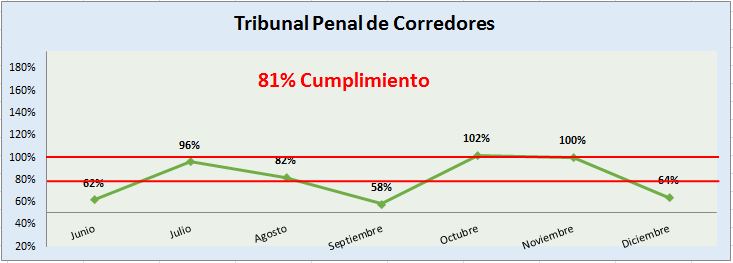 Tribunal Penal de Corredores
81% Cumplimiento
180%
160%
140%
120%
100%
80%
60%
40%
20%
62%
96%
82%
58%
102%
100%
64%
Junio
Julio
Agosto
Septiembre
Octubre
Noviembre
Diciembre